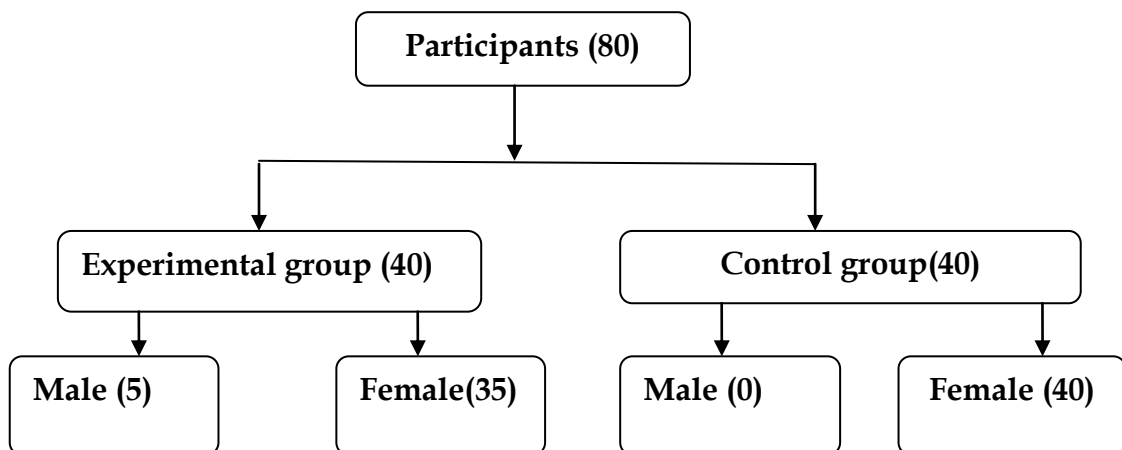 Participants (80)
Experimental group (40)
Control group(40)
Male (5)
Female(35)
Male (0)
Female (40)